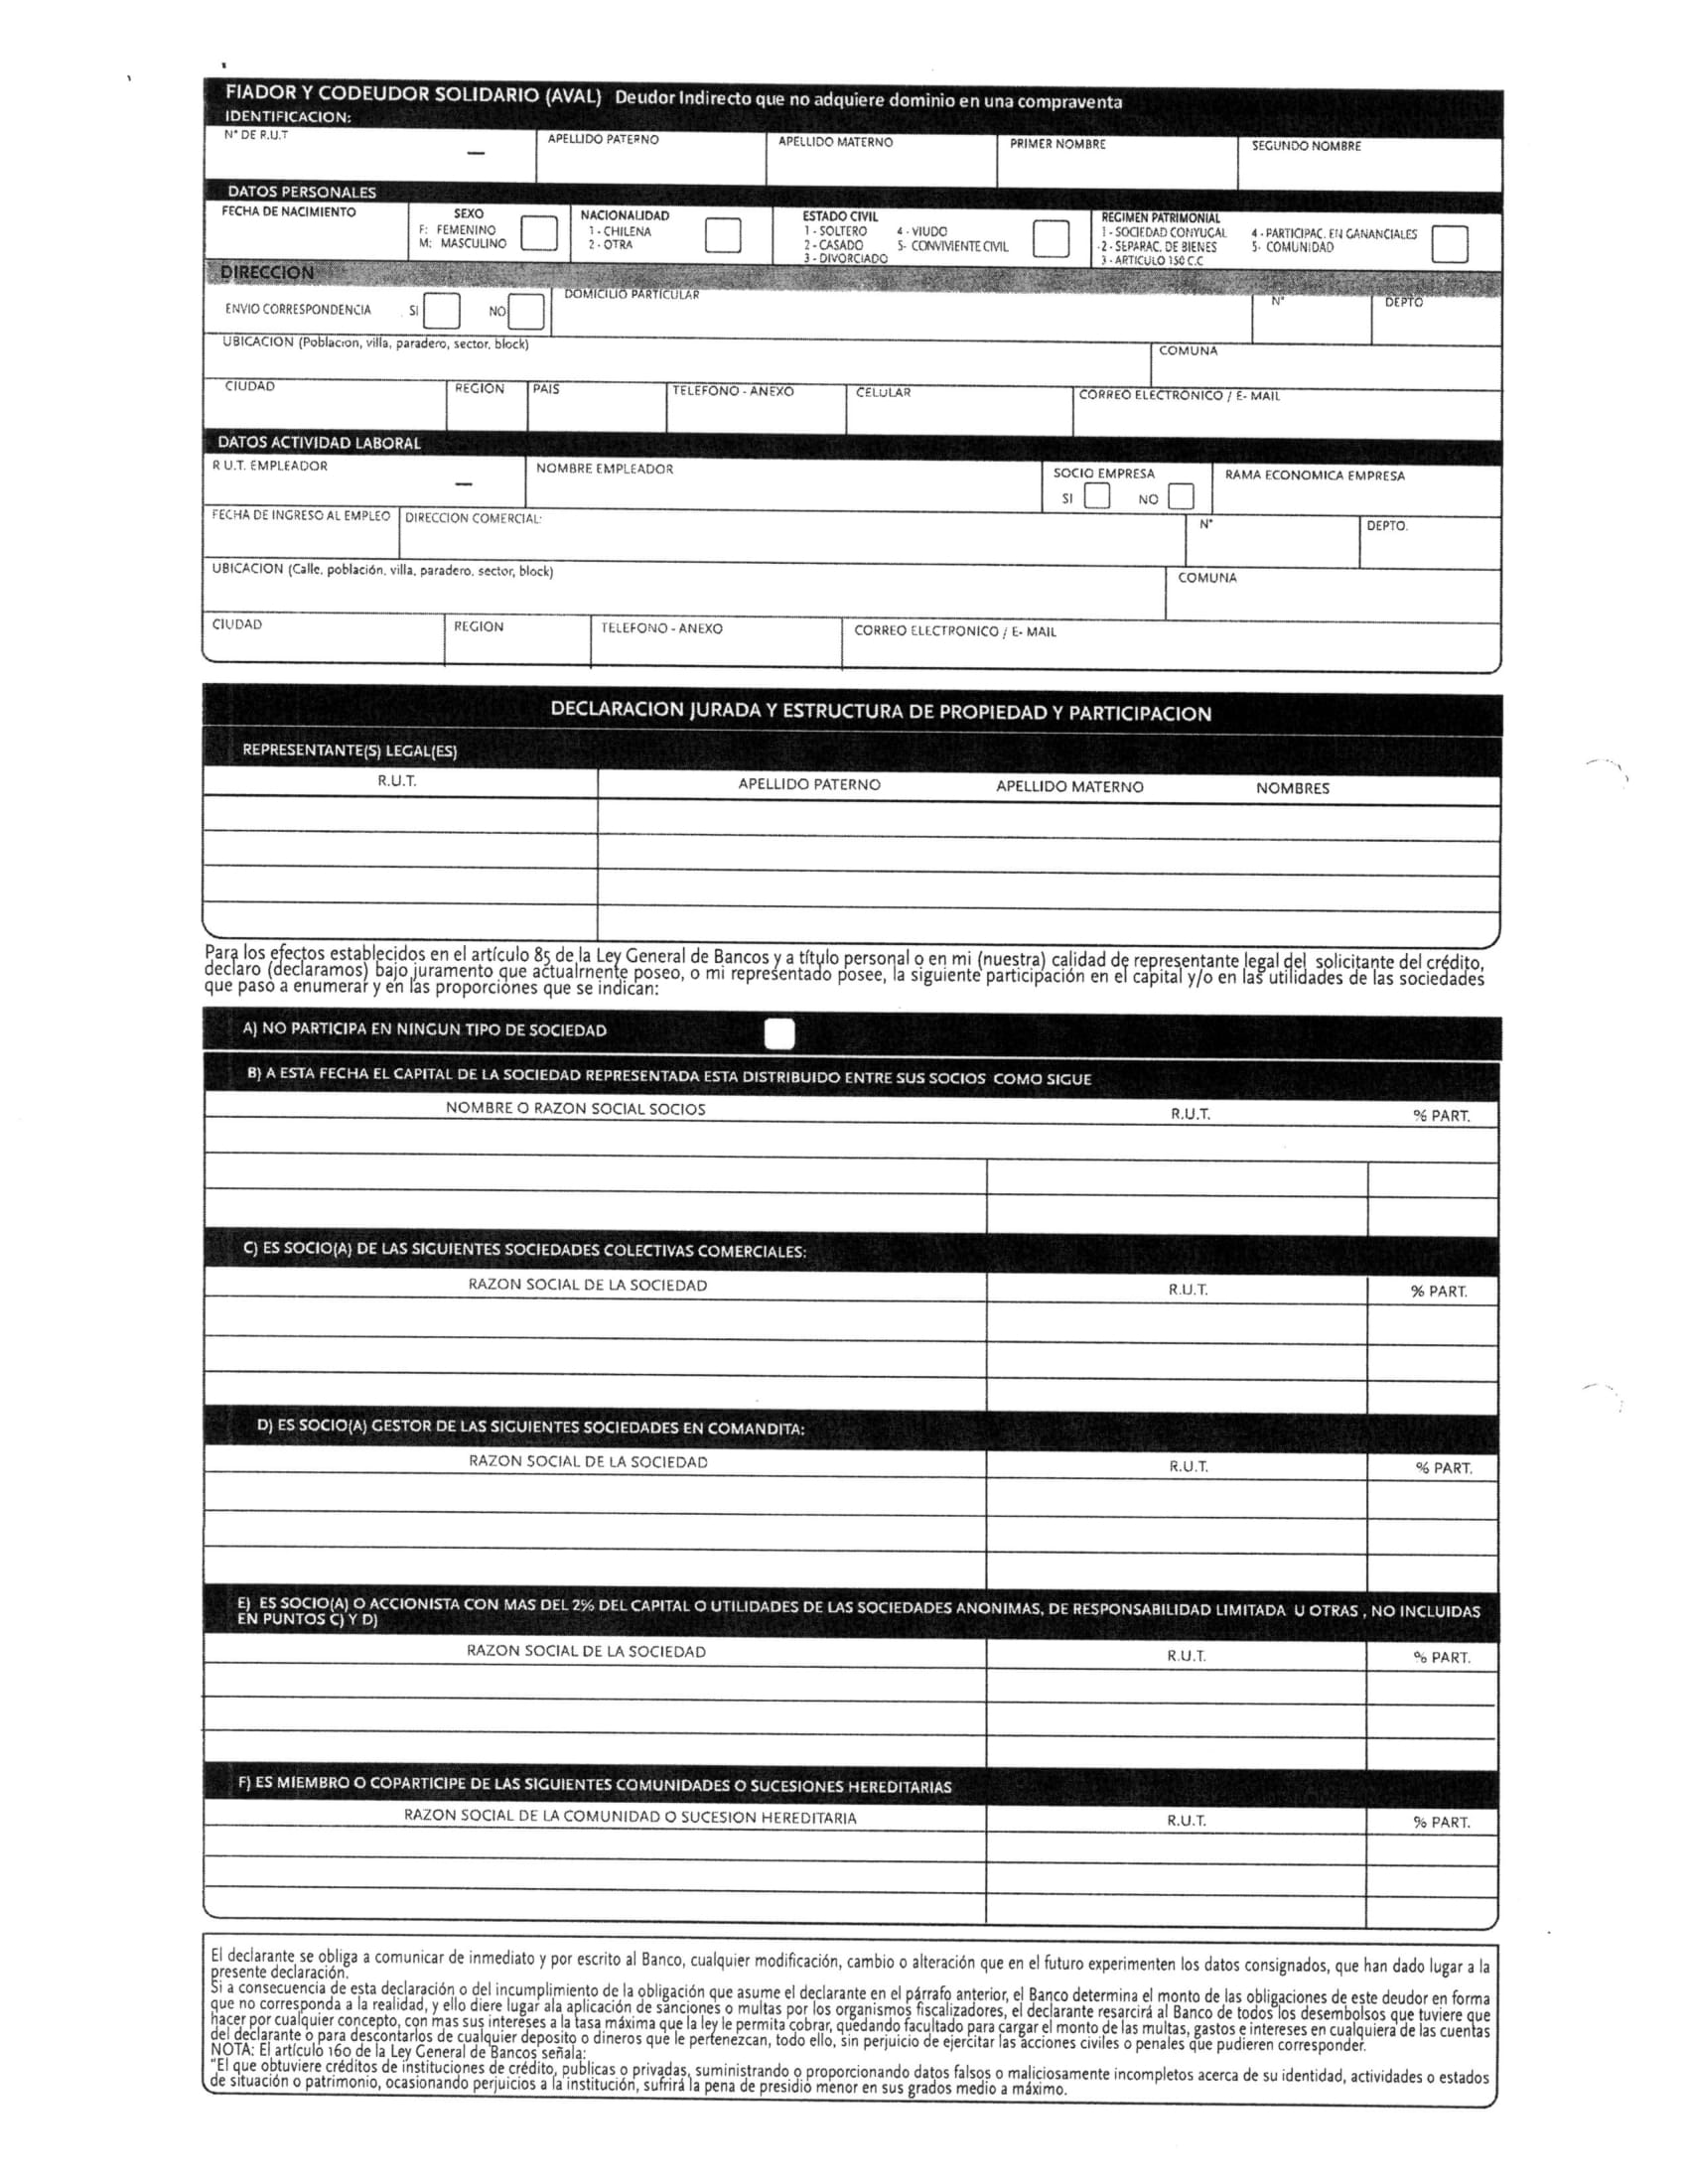 FIADOR Y CODEUDOR SOLIDARIO (AVAL) Deudor Indirecto que no adquiere dominio en una compraventa
IDENTIFICACION:
N° DE R.U.T
APELLIDO PATERNO
APELLIDO MATERNO
PRIMER NOMBRE
SEGUNDO NOMBRE
–
DATOS PERSONALES
FECHA DE NACIMIENTO
SEXO
F: FEMENINO
M: MASCULINO
NACIONALIDAD
1 - CHILENA
2 - OTRA
ESTADO CIVIL
1 - SOLTERO 4 - VIUDO
2 - CASADO 5- CONVIVIENTE CIVIL
3 - DIVORCIADO
REGIMEN PATRIMONIAL
1 - SOCIEDAD CONYUGAL 4 - PARTICIPAC. EN GANANCIALES
2 - SEPARAC. DE BIENES 5- COMUNIDAD
3 - ARTICULO 150 C.C
DIRECCION
ENVIO CORRESPONDENCIA SI NO
DOMICILIO PARTICULAR
N°
DEPTO
UBICACION (Poblacion, villa, paradero, sector, block)
COMUNA
CIUDAD
REGION
PAIS
TELEFONO - ANEXO
CELULAR
CORREO ELECTRONICO / E- MAIL
DATOS ACTIVIDAD LABORAL
R U.T. EMPLEADOR
–
NOMBRE EMPLEADOR
SOCIO EMPRESA
SI NO
RAMA ECONOMICA EMPRESA
FECHA DE INGRESO AL EMPLEO
DIRECCION COMERCIAL:
N°
DEPTO.
UBICACION (Calle, población, villa, paradero, sector, block)
COMUNA
CIUDAD
REGION
TELEFONO - ANEXO
CORREO ELECTRONICO / E- MAIL
DECLARACION JURADA Y ESTRUCTURA DE PROPIEDAD Y PARTICIPACION
REPRESENTANTE(S) LEGAL(ES)
R.U.T. APELLIDO PATERNO APELLIDO MATERNO NOMBRES
Para los efectos establecidos en el artículo 85 de la Ley General de Bancos y a título personal o en mi (nuestra) calidad de representante legal del solicitante del crédito,
declaro (declaramos) bajo juramento que actualrnente poseo, o mi representado posee, la siguiente participación en el capital y/o en las utilidades de las sociedades
que paso a enumerar y en las proporciones que se indican:
A) NO PARTICIPA EN NINGUN TIPO DE SOCIEDAD
B) A ESTA FECHA EL CAPITAL DE LA SOCIEDAD REPRESENTADA ESTA DISTRIBUIDO ENTRE SUS SOCIOS COMO SIGUE
NOMBRE O RAZON SOCIAL SOCIOS R.U.T. % PART.
C) ES SOCIO(A) DE LAS SIGUIENTES SOCIEDADES COLECTIVAS COMERCIALES:
RAZON SOCIAL DE LA SOCIEDAD R.U.T. % PART.
D) ES SOCIO(A) GESTOR DE LAS SIGUIENTES SOCIEDADES EN COMANDITA:
RAZON SOCIAL DE LA SOCIEDAD R.U.T. % PART.
E) ES SOCIO(A) O ACCIONISTA CON MAS DEL 2% DEL CAPITAL O UTILIDADES DE LAS SOCIEDADES ANONIMAS, DE RESPONSABILIDAD LIMITADA U OTRAS , NO INCLUIDAS
EN PUNTOS C) Y D)
RAZON SOCIAL DE LA SOCIEDAD R.U.T. % PART.
F) ES MIEMBRO O COPARTICIPE DE LAS SIGUIENTES COMUNIDADES O SUCESIONES HEREDITARIAS
RAZON SOCIAL DE LA COMUNIDAD O SUCESION HEREDITARIA R.U.T. % PART.
El declarante se obliga a comunicar de inmediato y por escrito al Banco, cualquier modificación, cambio o alteración que en el futuro experimenten los datos consignados, que han dado lugar a la
presente declaración.
Si a consecuencia de esta declaración o del incumplimiento de la obligación que asume el declarante en el párrafo anterior, el Banco determina el monto de las obligaciones de este deudor en forma
que no corresponda a la realidad, y ello diere lugar ala aplicación de sanciones o multas por los organismos fiscalizadores, el declarante resarcirá al Banco de todos los desembolsos que tuviere que
hacer por cualquier concepto, con mas sus intereses a la tasa máxima que la ley le permita cobrar, quedando facultado para cargar el monto de las multas, gastos e intereses en cualquiera de las cuentas
del declarante o para descontarlos de cualquier deposito o dineros que le pertenezcan, todo ello, sin perjuicio de ejercitar las acciones civiles o penales que pudieren corresponder.
NOTA: El artículo 160 de la Ley General de Bancos señala:
"El que obtuviere créditos de instituciones de crédito, publicas o privadas, suministrando o proporcionando datos falsos o maliciosamente incompletos acerca de su identidad, actividades o estados
de situación o patrimonio, ocasionando perjuicios a la institución, sufrirá la pena de presidio menor en sus grados medio a máximo.